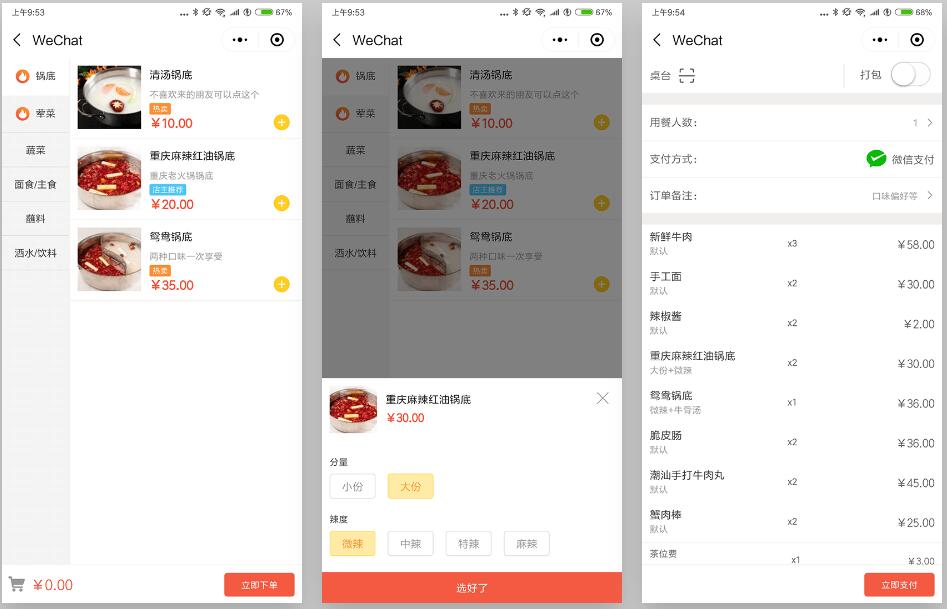 上午9:53
67%
WeChat
锅底
荤菜
蔬菜
面食/主食
蘸料
酒水/饮料
清汤锅底
不喜欢来的朋友可以点这个
热卖
￥10.00
重庆麻辣红油锅底
重庆老火锅锅底
店主推荐
￥20.00
鸳鸯锅底
两种口味一次享受
热卖
￥35.00
￥0.00
立即下单
上午9:53
67%
WeChat
锅底
荤菜
蔬菜
面食/主食
蘸料
酒水/饮料
清汤锅底
不喜欢来的朋友可以点这个
热卖
￥10.00
重庆麻辣红油锅底
重庆老火锅锅底
店主推荐
￥20.00
鸳鸯锅底
两种口味一次享受
热卖
￥35.00
重庆麻辣红油锅底
￥30.00
分量
小份 大份
辣度
微辣 中辣 特辣 麻辣
选好了
上午9:54
68%
WeChat
桌台 打包
用餐人数： 1
支付方式： 微信支付
订单备注： 口味偏好等
新鲜牛肉 x3 ￥58.00
默认
手工面 x2 ￥30.00
默认
辣椒酱 x2 ￥2.00
默认
重庆麻辣红油锅底 x2 ￥30.00
大份+微辣
鸳鸯锅底 x1 ￥36.00
微辣+牛骨汤
脆皮肠 x2 ￥36.00
默认
潮汕手打牛肉丸 x2 ￥45.00
默认
蟹肉棒 x2 ￥25.00
默认
茶位费 x1 ￥3.00
立即支付